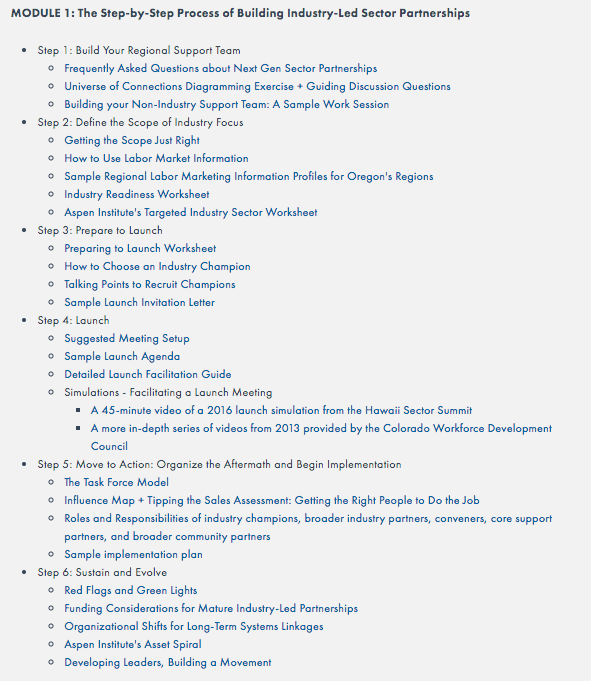 MODULE 1: The Step-by-Step Process of Building Industry-Led Sector Partnerships
Step 1: Build Your Regional Support Team
Frequently Asked Questions about Next Gen Sector Partnerships
Universe of Connections Diagramming Exercise + Guiding Discussion Questions
Building your Non-Industry Support Team: A Sample Work Session
Step 2: Define the Scope of Industry Focus
Getting the Scope Just Right
How to Use Labor Market Information
Sample Regional Labor Marketing Information Profiles for Oregon's Regions
Industry Readiness Worksheet
Aspen Institute's Targeted Industry Sector Worksheet
Step 3: Prepare to Launch
Preparing to Launch Worksheet
How to Choose an Industry Champion
Talking Points to Recruit Champions
Sample Launch Invitation Letter
Step 4: Launch
Suggested Meeting Setup
Sample Launch Agenda
Detailed Launch Facilitation Guide
Simulations - Facilitating a Launch Meeting
A 45-minute video of a 2016 launch simulation from the Hawaii Sector Summit
A more in-depth series of videos from 2013 provided by the Colorado Workforce Development
Council
Step 5: Move to Action: Organize the Aftermath and Begin Implementation
The Task Force Model
Influence Map + Tipping the Sales Assessment: Getting the Right People to Do the Job
Roles and Responsibilities of industry champions, broader industry partners, conveners, core support
partners, and broader community partners
Sample implementation plan
Step 6: Sustain and Evolve
Red Flags and Green Lights
Funding Considerations for Mature Industry-Led Partnerships
Organizational Shifts for Long-Term Systems Linkages
Aspen Institute's Asset Spiral
Developing Leaders, Building a Movement